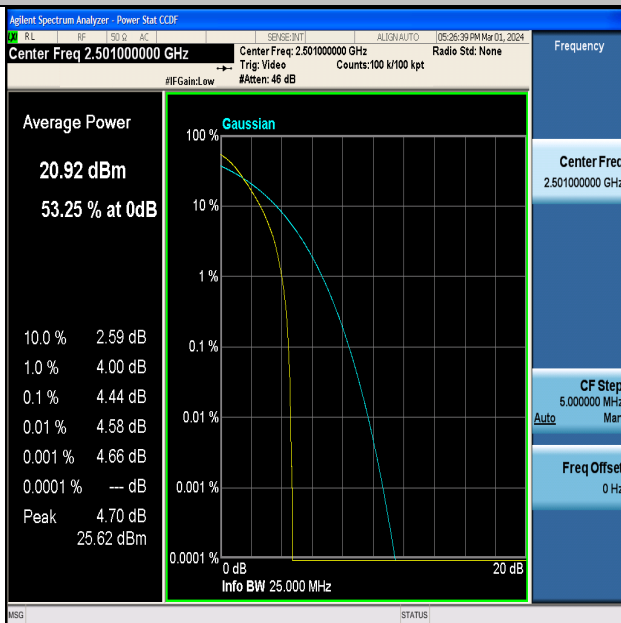 Agilent Spectrum Analyzer - Power Stat CCDF
LXI RL RF 50 Ω AC SENSE:INT ALIGN AUTO 05:26:39 PM Mar 01, 2024
Center Freq 2.501000000 GHz
Center Freq: 2.501000000 GHz Radio Std: None
Trig: Video Counts:100 k/100 kpt
#IFGain:Low #Atten: 46 dB
Frequency
Center Freq
2.501000000 GHz
CF Step
5.000000 MHz
Auto Man
Freq Offset
0 Hz
Average Power
20.92 dBm
53.25 % at 0dB
10.0 % 2.59 dB
1.0 % 4.00 dB
0.1 % 4.44 dB
0.01 % 4.58 dB
0.001 % 4.66 dB
0.0001 % --- dB
Peak 4.70 dB
25.62 dBm
Gaussian
100 %
10 %
1 %
0.1 %
0.01 %
0.001 %
0.0001 %
0 dB 20 dB
Info BW 25.000 MHz
MSG STATUS